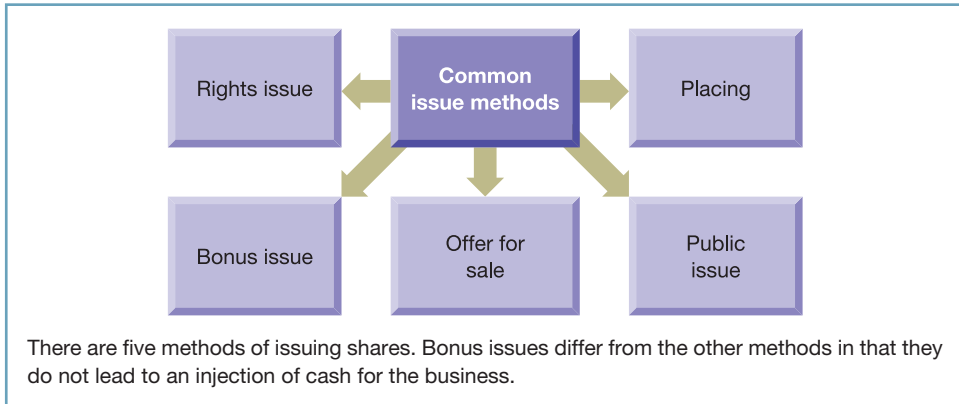 Rights issue
Common
issue methods
Placing
Bonus issue
Offer for
sale
Public
issue
There are five methods of issuing shares. Bonus issues differ from the other methods in that they
do not lead to an injection of cash for the business.